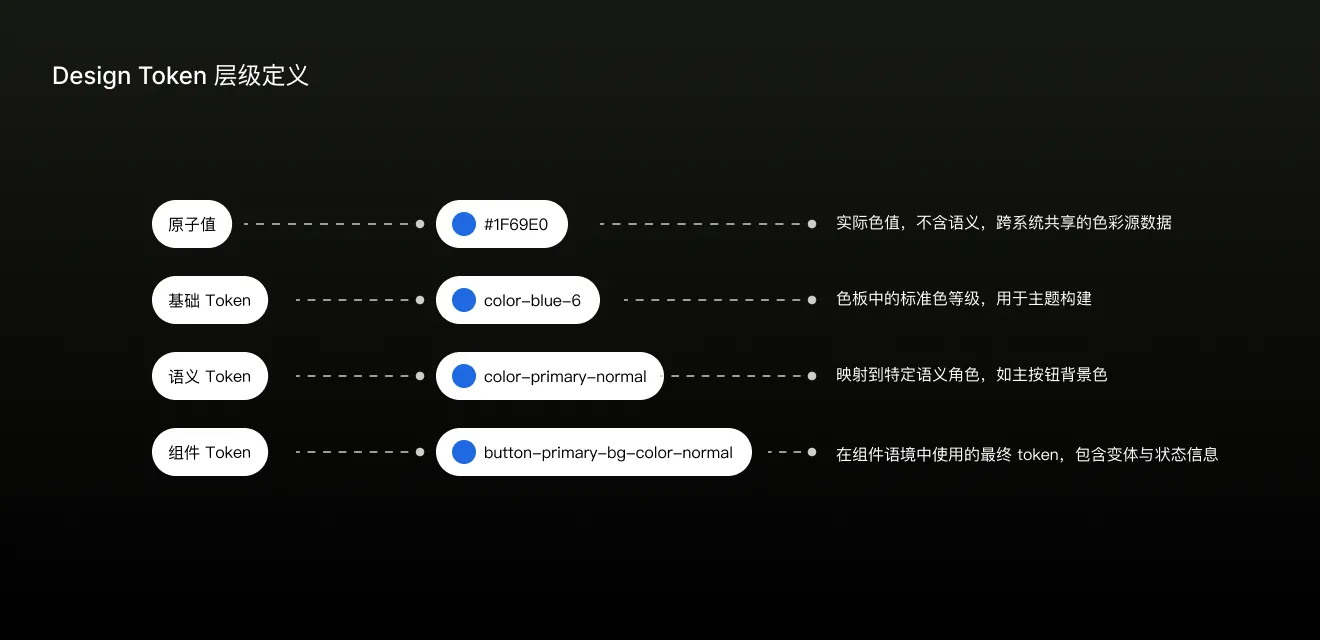 Design Token 层级定义
原子值
#1F69E0
实际色值，不含语义，跨系统共享的色彩源数据
基础 Token
color-blue-6
色板中的标准色等级，用于主题构建
语义 Token
color-primary-normal
映射到特定语义角色，如主按钮背景色
组件 Token
button-primary-bg-color-normal
在组件语境中使用的最终 token，包含变体与状态信息